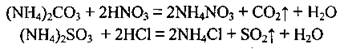 (NH₄)₂CO₃ + 2HNO₃ = 2NH₄NO₃ + CO₂↑ + H₂O
(NH₄)₂SO₃ + 2HCl = 2NH₄Cl + SO₂↑ + H₂O